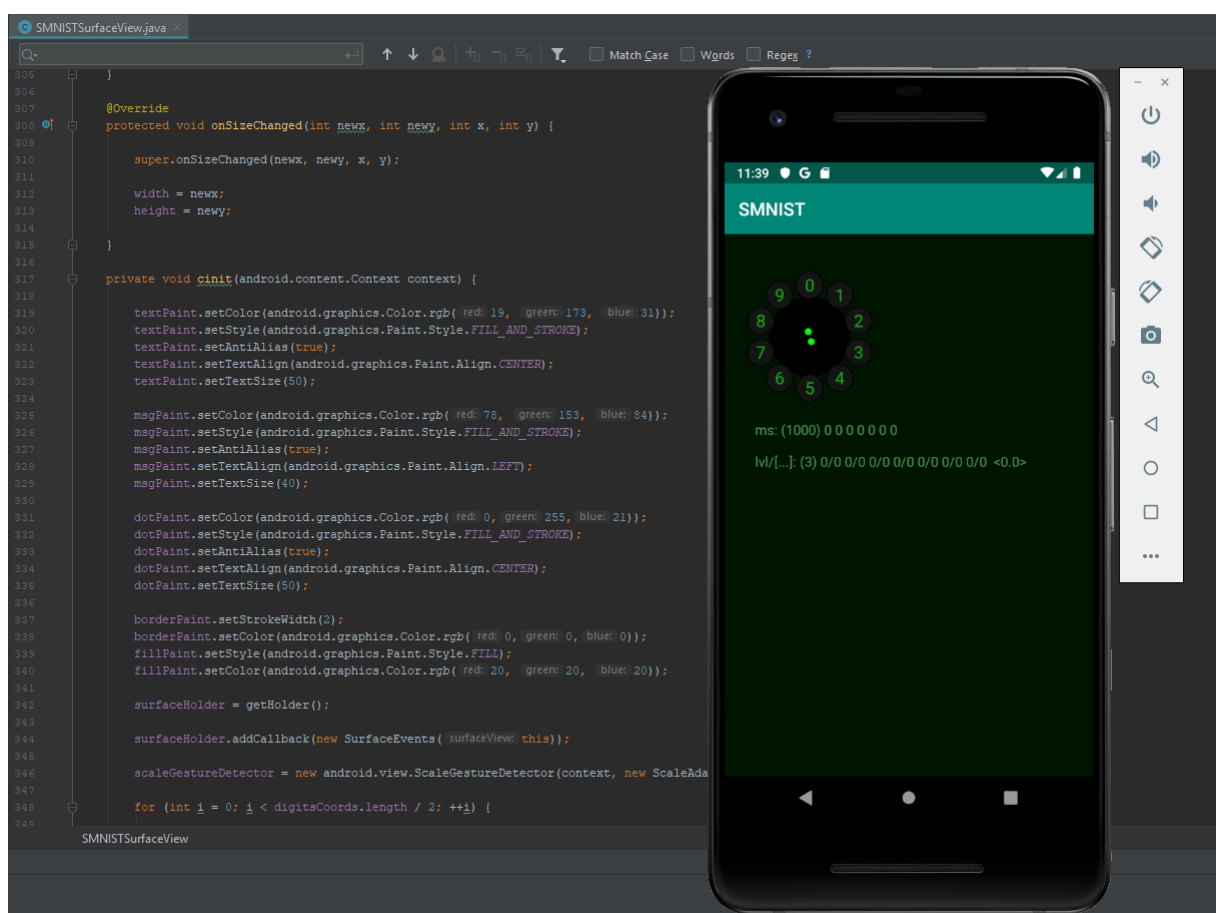 SMNISTSurfaceView.java
Match Case Words Regex ?
305 }
306
307 @Override
308 protected void onSizeChanged(int newx, int newy, int x, int y) {
309
310 super.onSizeChanged(newx, newy, x, y);
311
312 width = newx;
313 height = newy;
314
315 }
316
317 private void cinit(android.content.Context context) {
318
319 textPaint.setColor(android.graphics.Color.rgb( red: 19, green: 173, blue: 31));
320 textPaint.setStyle(android.graphics.Paint.Style.FILL_AND_STROKE);
321 textPaint.setAntiAlias(true);
322 textPaint.setTextAlign(android.graphics.Paint.Align.CENTER);
323 textPaint.setTextSize(50);
324
325 msgPaint.setColor(android.graphics.Color.rgb( red: 78, green: 153, blue: 84));
326 msgPaint.setStyle(android.graphics.Paint.Style.FILL_AND_STROKE);
327 msgPaint.setAntiAlias(true);
328 msgPaint.setTextAlign(android.graphics.Paint.Align.LEFT);
329 msgPaint.setTextSize(40);
330
331 dotPaint.setColor(android.graphics.Color.rgb( red: 0, green: 255, blue: 21));
332 dotPaint.setStyle(android.graphics.Paint.Style.FILL_AND_STROKE);
333 dotPaint.setAntiAlias(true);
334 dotPaint.setTextAlign(android.graphics.Paint.Align.CENTER);
335 dotPaint.setTextSize(50);
336
337 borderPaint.setStrokeWidth(2);
338 borderPaint.setColor(android.graphics.Color.rgb( red: 0, green: 0, blue: 0));
339 fillPaint.setStyle(android.graphics.Paint.Style.FILL);
340 fillPaint.setColor(android.graphics.Color.rgb( red: 20, green: 20, blue: 20));
341
342 surfaceHolder = getHolder();
343
344 surfaceHolder.addCallback(new SurfaceEvents( surfaceView: this));
345
346 scaleGestureDetector = new android.view.ScaleGestureDetector(context, new ScaleAda
347
348 for (int i = 0; i < digitsCoords.length / 2; ++i) {
349
SMNISTSurfaceView
11:39 G
SMNIST
0
9 1
8 2
7 3
6 4
5
ms: (1000) 0 0 0 0 0 0 0
lvl/[...]: (3) 0/0 0/0 0/0 0/0 0/0 0/0 0/0 <0.0>